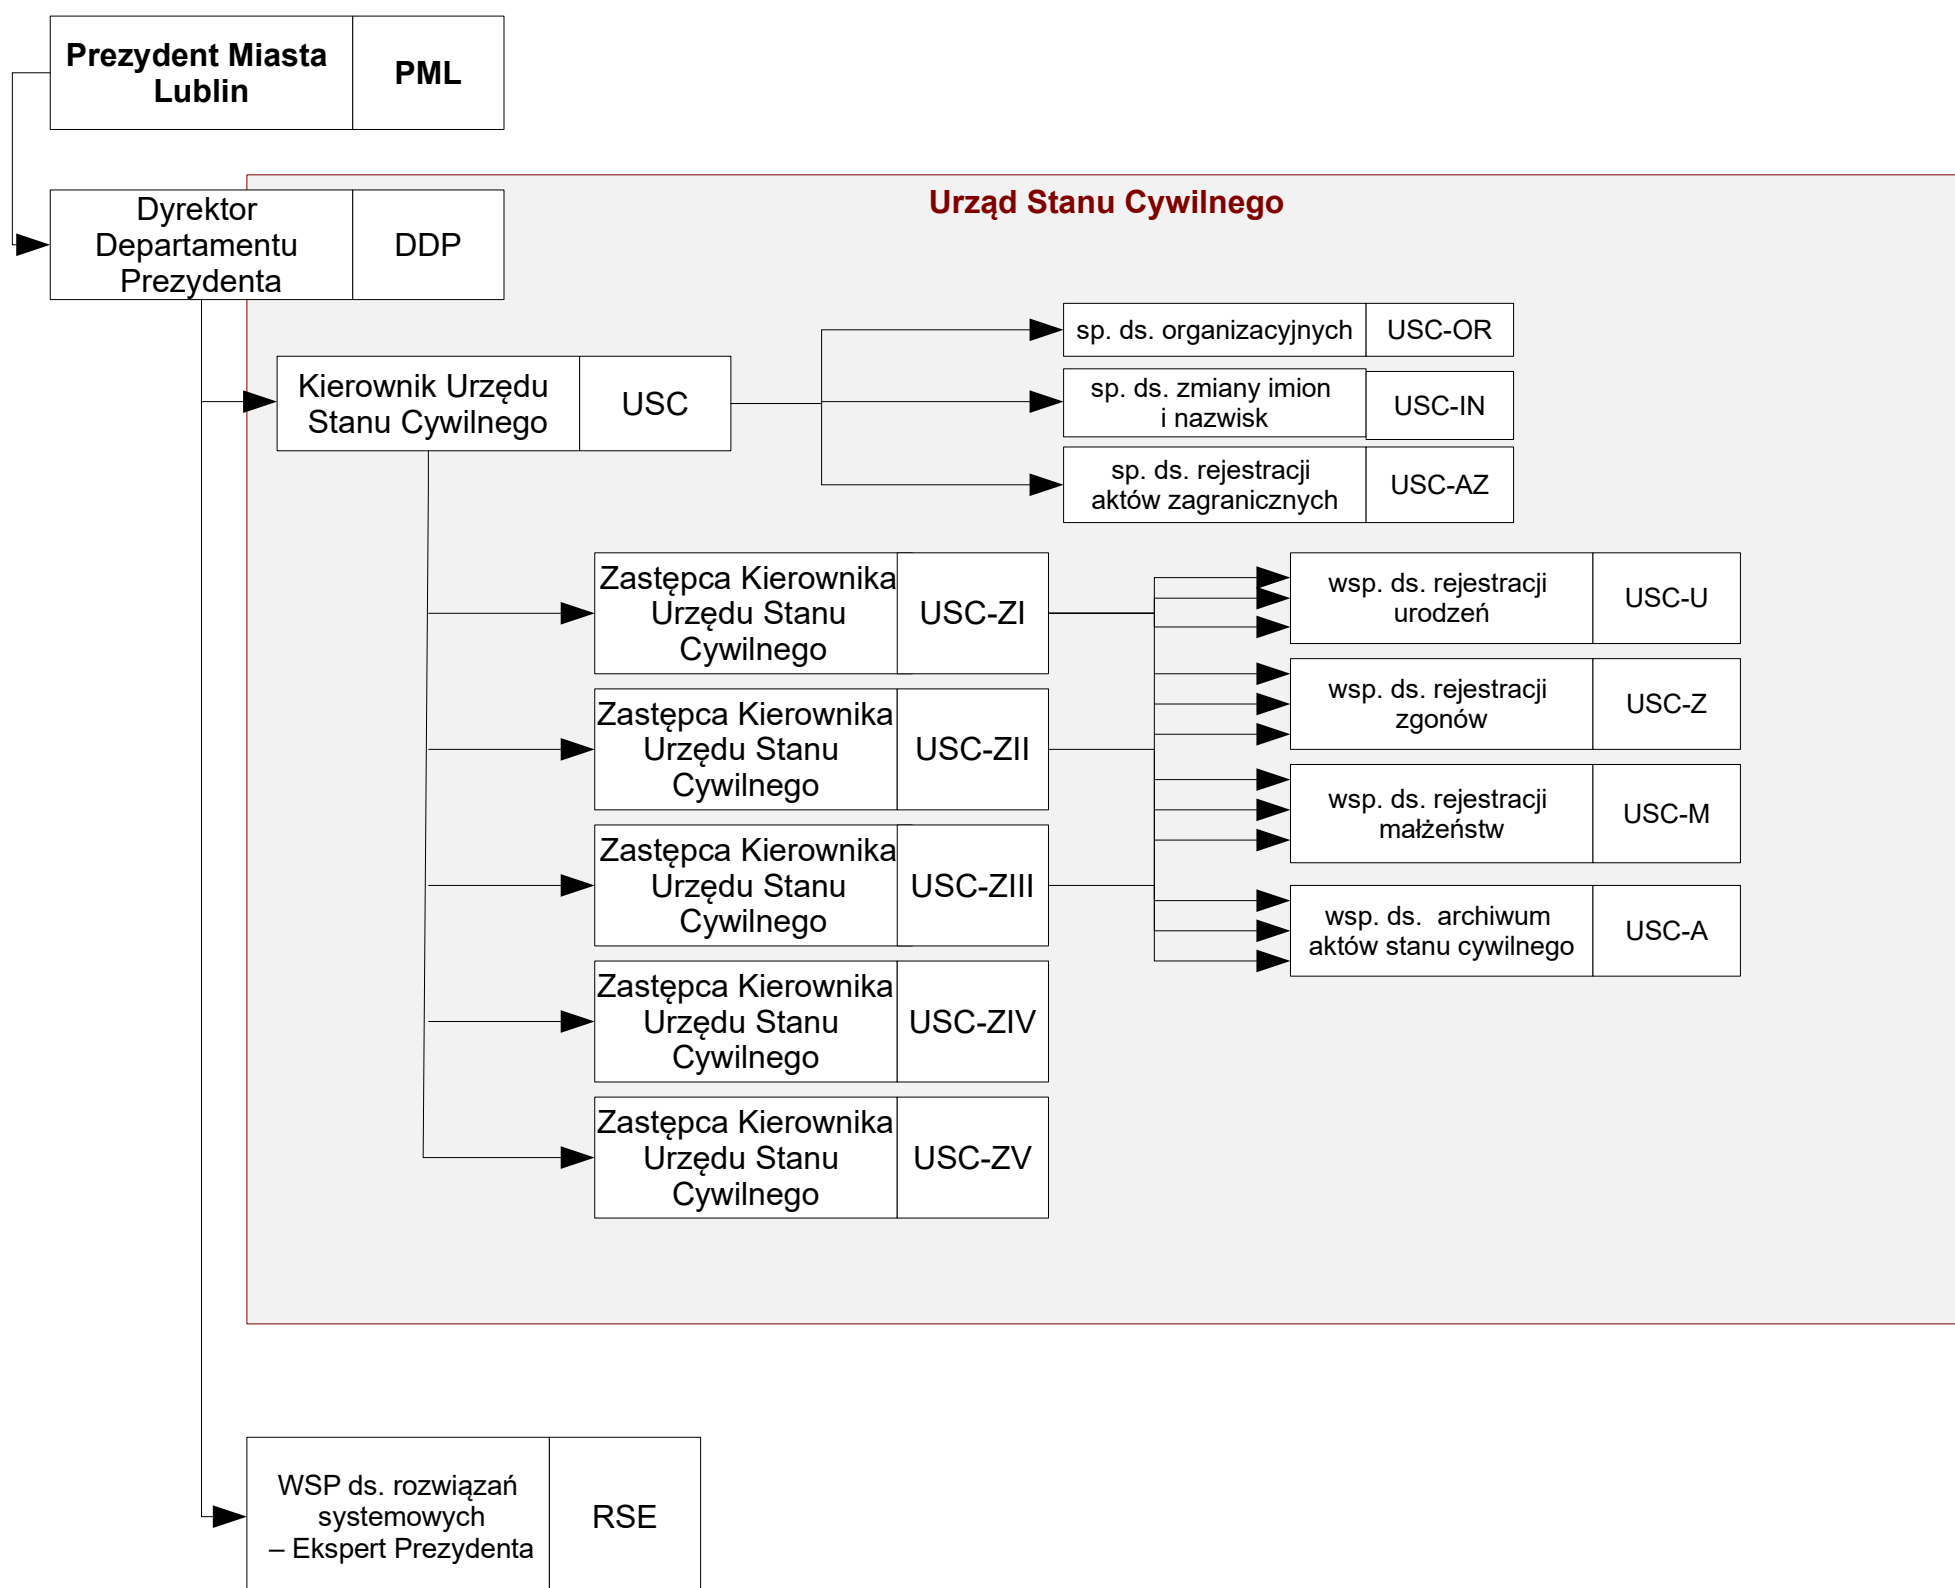 Prezydent Miasta
Lublin
PML
Dyrektor
Departamentu
Prezydenta
DDP
Urząd Stanu Cywilnego
Kierownik Urzędu
Stanu Cywilnego
USC
sp. ds. organizacyjnych
USC-OR
sp. ds. zmiany imion
i nazwisk
USC-IN
sp. ds. rejestracji
aktów zagranicznych
USC-AZ
Zastępca Kierownika
Urzędu Stanu
Cywilnego
USC-ZI
Zastępca Kierownika
Urzędu Stanu
Cywilnego
USC-ZII
Zastępca Kierownika
Urzędu Stanu
Cywilnego
USC-ZIII
Zastępca Kierownika
Urzędu Stanu
Cywilnego
USC-ZIV
Zastępca Kierownika
Urzędu Stanu
Cywilnego
USC-ZV
wsp. ds. rejestracji
urodzeń
USC-U
wsp. ds. rejestracji
zgonów
USC-Z
wsp. ds. rejestracji
małżeństw
USC-M
wsp. ds. archiwum
aktów stanu cywilnego
USC-A
WSP ds. rozwiązań
systemowych
– Ekspert Prezydenta
RSE